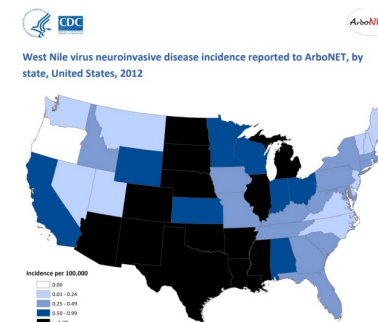 CDC
ArboN
West Nile virus neuroinvasive disease incidence reported to ArboNET, by
state, United States, 2012
Incidence per 100,000
0.00
0.01 - 0.24
0.25 - 0.49
0.50 - 0.99